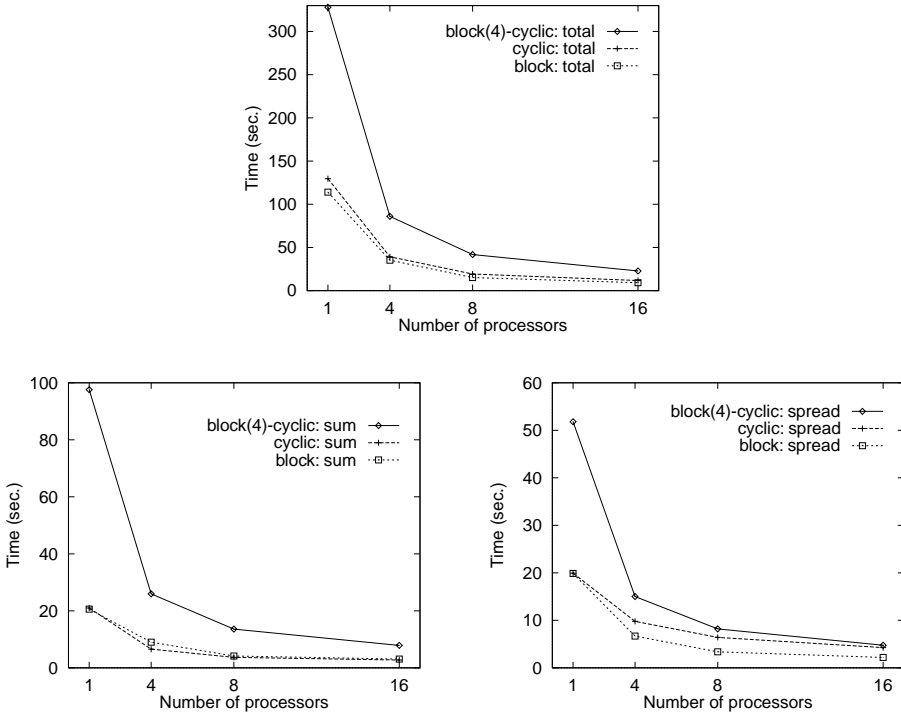 block(4)-cyclic: total
cyclic: total
block: total
Time (sec.)
300
250
200
150
100
50
0
1 4 8 16
Number of processors
block(4)-cyclic: sum
cyclic: sum
block: sum
Time (sec.)
100
80
60
40
20
0
1 4 8 16
Number of processors
block(4)-cyclic: spread
cyclic: spread
block: spread
Time (sec.)
60
50
40
30
20
10
0
1 4 8 16
Number of processors